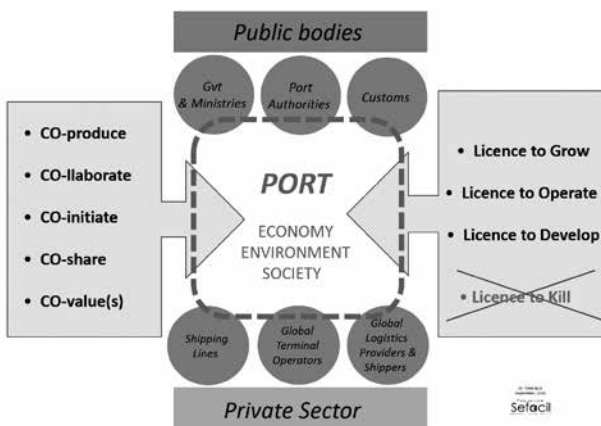 Public bodies
Gvt
& Ministries
Port
Authorities
Customs
• CO-produce
• CO-llaborate
• CO-initiate
• CO-share
• CO-value(s)
PORT
ECONOMY
ENVIRONMENT
SOCIETY
• Licence to Grow
• Licence to Operate
• Licence to Develop
• Licence to Kill
Shipping
Lines
Global
Terminal
Operators
Global
Logistics
Providers &
Shippers
Private Sector
Sefacil